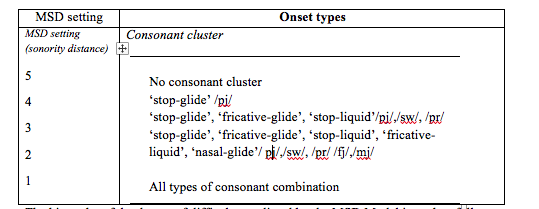 MSD setting Onset types
MSD setting Consonant cluster
(sonority distance)
5 No consonant cluster
4 ‘stop-glide’ /pj/
3 ‘stop-glide’, ‘fricative-glide’, ‘stop-liquid’/pj/,/sw/, /pr/
‘stop-glide’, ‘fricative-glide’, ‘stop-liquid’, ‘fricative-
2 liquid’, ‘nasal-glide’/ pj/,/sw/, /pr/ /fj/,/mj/
1 All types of consonant combination